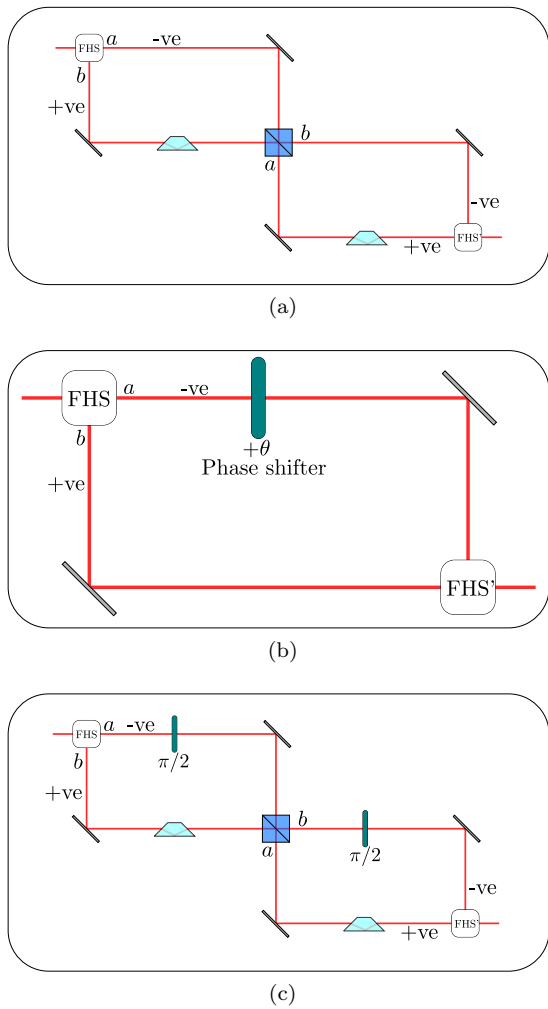 FHS a -ve
b
+ve
b
a
-ve
+ve FHS'
(a)
FHS a -ve
b
+θ
Phase shifter
+ve
FHS'
(b)
FHS a -ve
b π/2
+ve
b
a π/2
-ve
+ve FHS'
(c)